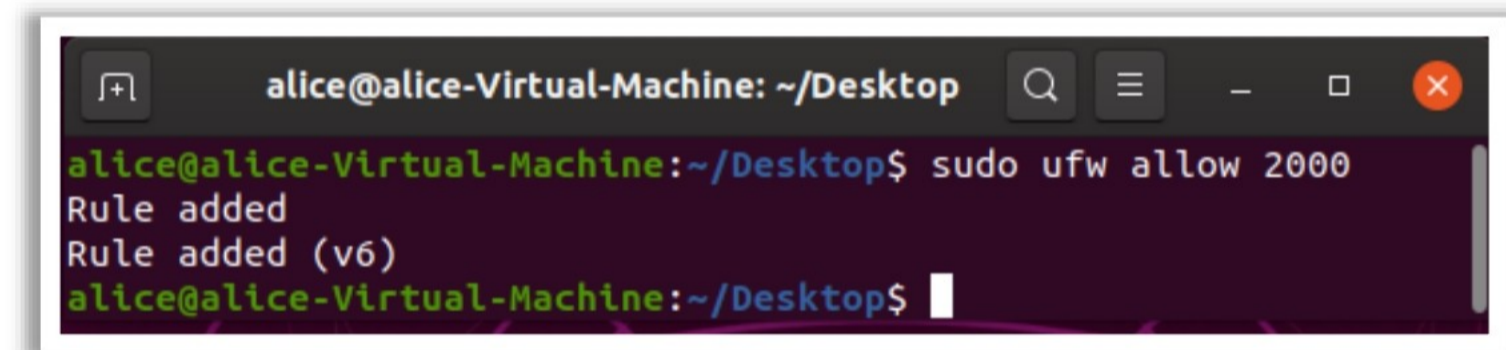 alice@alice-Virtual-Machine: ~/Desktop
alice@alice-Virtual-Machine:~/Desktop$ sudo ufw allow 2000
Rule added
Rule added (v6)
alice@alice-Virtual-Machine:~/Desktop$